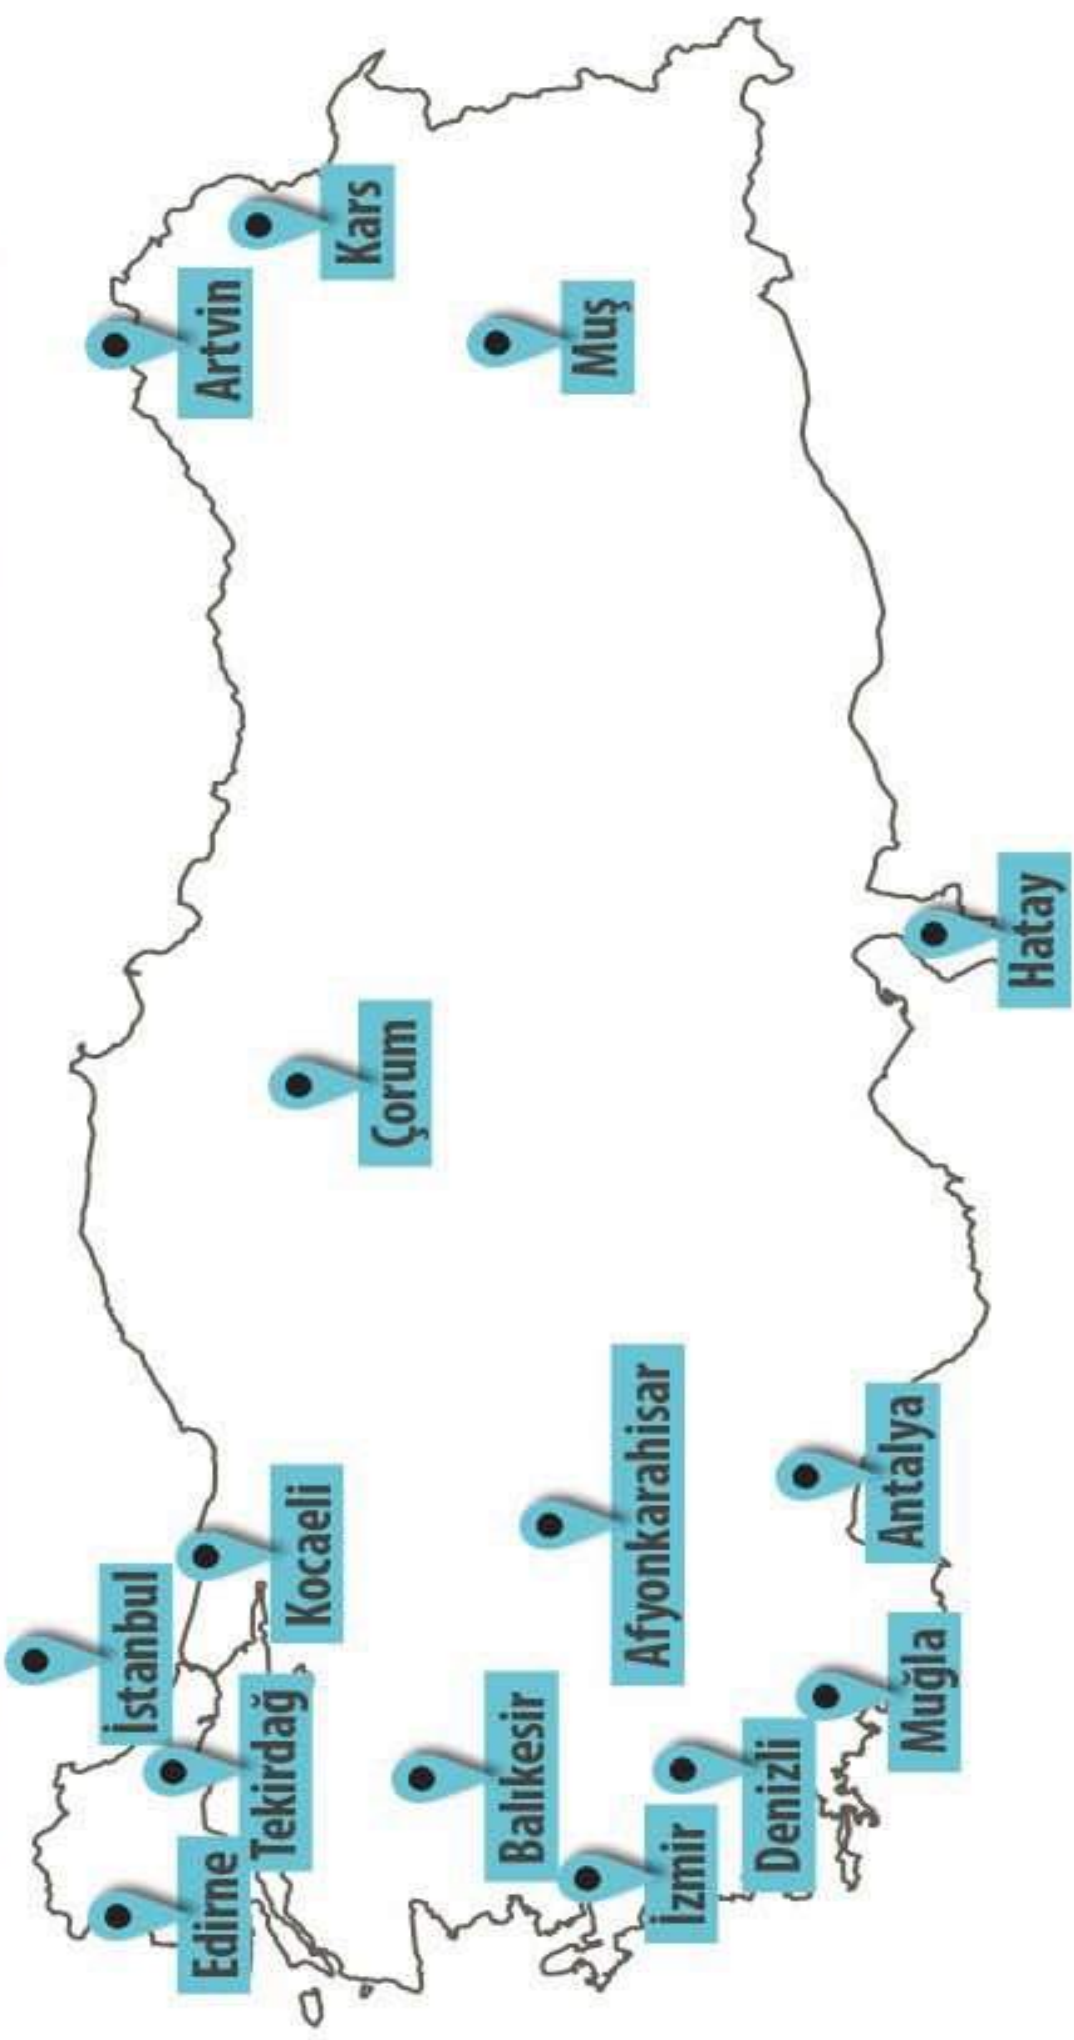 İstanbul
Edirne
Tekirdağ
Kocaeli
Artvin
Kars
Çorum
Balıkesir
Muş
Afyonkarahisar
İzmir
Denizli
Muğla
Antalya
Hatay